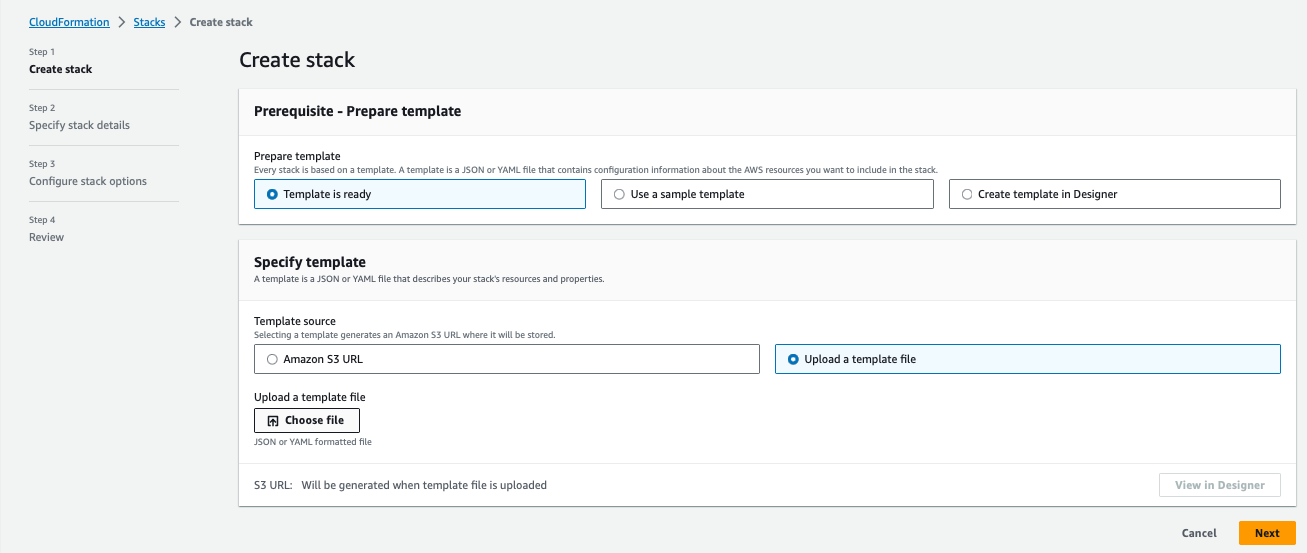 CloudFormation > Stacks > Create stack
Step 1
Create stack
Step 2
Specify stack details
Step 3
Configure stack options
Step 4
Review
Create stack
Prerequisite - Prepare template
Prepare template
Every stack is based on a template. A template is a JSON or YAML file that contains configuration information about the AWS resources you want to include in the stack.
Template is ready
Use a sample template
Create template in Designer
Specify template
A template is a JSON or YAML file that describes your stack's resources and properties.
Template source
Selecting a template generates an Amazon S3 URL where it will be stored.
Amazon S3 URL
Upload a template file
Upload a template file
Choose file
JSON or YAML formatted file
S3 URL: Will be generated when template file is uploaded
View in Designer
Cancel
Next